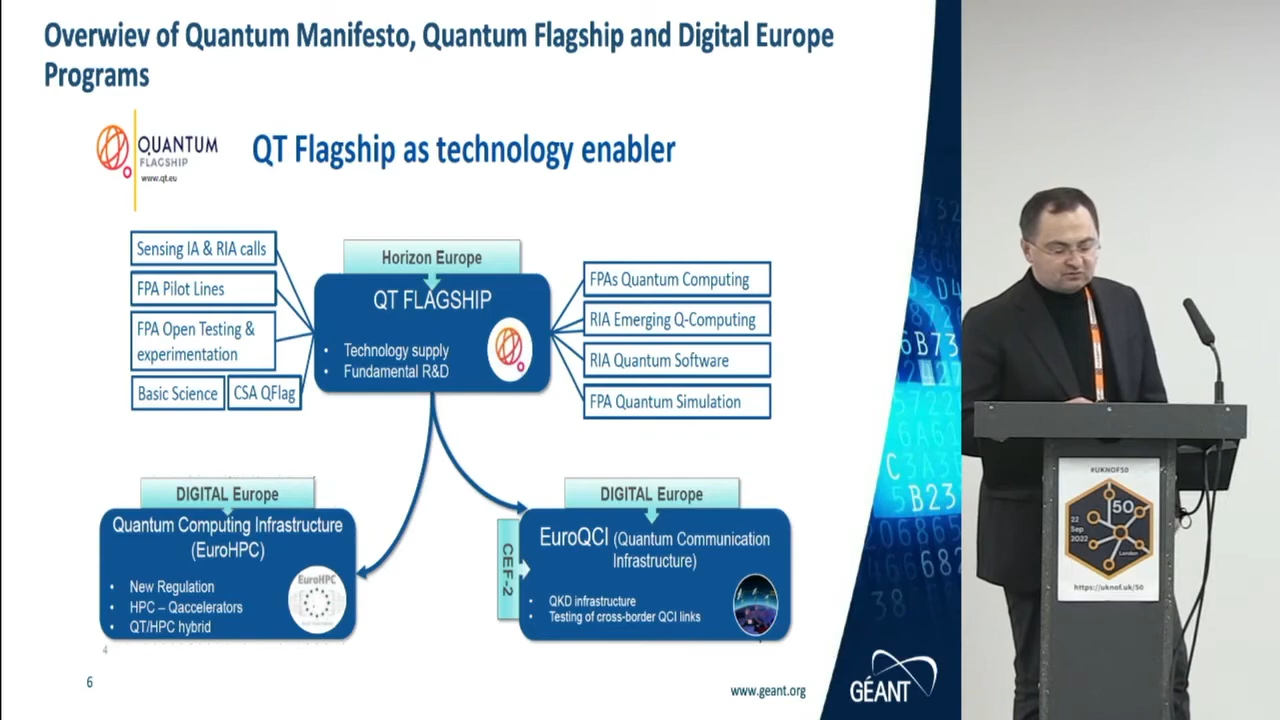 Overwiev of Quantum Manifesto, Quantum Flagship and Digital Europe
Programs
QUANTUM
FLAGSHIP
www.qt.eu
QT Flagship as technology enabler
Sensing IA & RIA calls
FPA Pilot Lines
FPA Open Testing &
experimentation
Basic Science
CSA QFlag
Horizon Europe
QT FLAGSHIP
• Technology supply
• Fundamental R&D
FPAs Quantum Computing
RIA Emerging Q-Computing
RIA Quantum Software
FPA Quantum Simulation
DIGITAL Europe
Quantum Computing Infrastructure
(EuroHPC)
• New Regulation
• HPC – Qaccelerators
• QT/HPC hybrid
EuroHPC
DIGITAL Europe
CEF-2
EuroQCI (Quantum Communication
Infrastructure)
• QKD infrastructure
• Testing of cross-border QCI links
4
6
www.geant.org
GÉANT
#UKNOF50
50
22
Sep
2022
London
https://uknof.uk/50